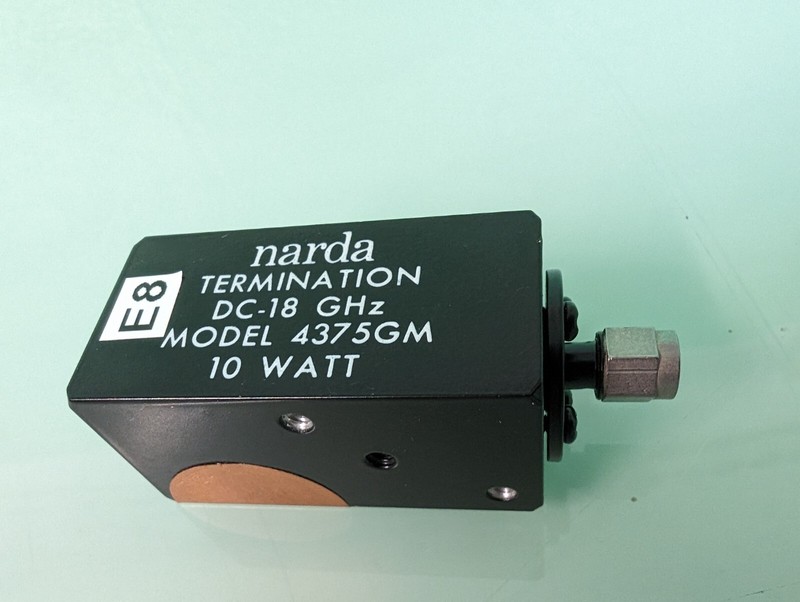 narda
TERMINATION
DC-18 GHz
MODEL 4375GM
10 WATT
E8